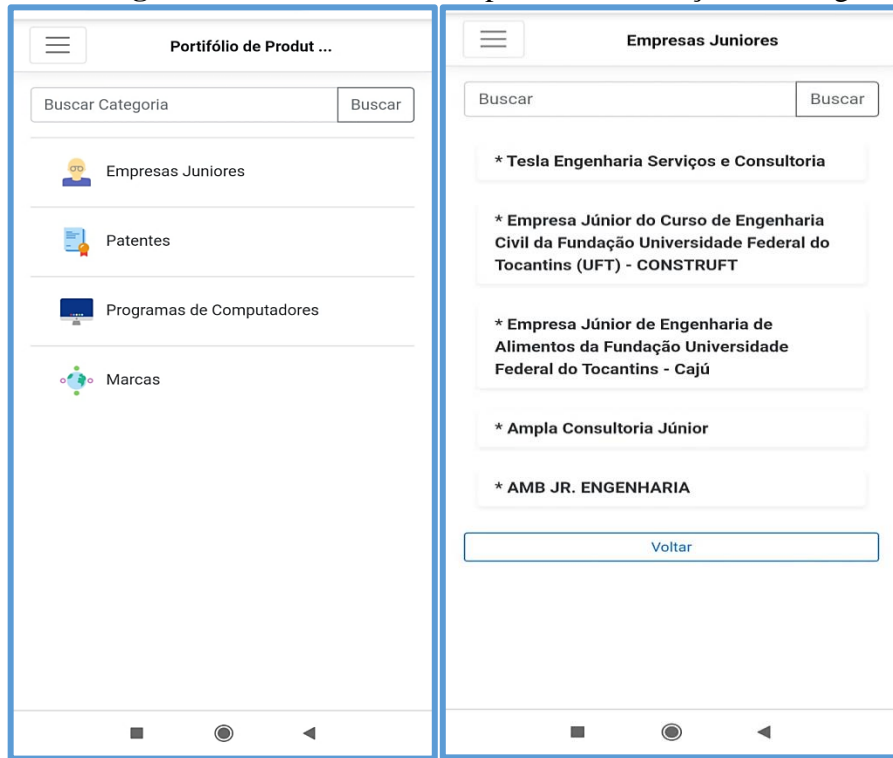 Portifólio de Produt ...
Buscar Categoria
Buscar
Empresas Juniores
Patentes
Programas de Computadores
Marcas
Empresas Juniores
Buscar
Buscar
* Tesla Engenharia Serviços e Consultoria
* Empresa Júnior do Curso de Engenharia
Civil da Fundação Universidade Federal do
Tocantins (UFT) - CONSTRUFT
* Empresa Júnior de Engenharia de
Alimentos da Fundação Universidade
Federal do Tocantins - Cajú
* Ampla Consultoria Júnior
* AMB JR. ENGENHARIA
Voltar